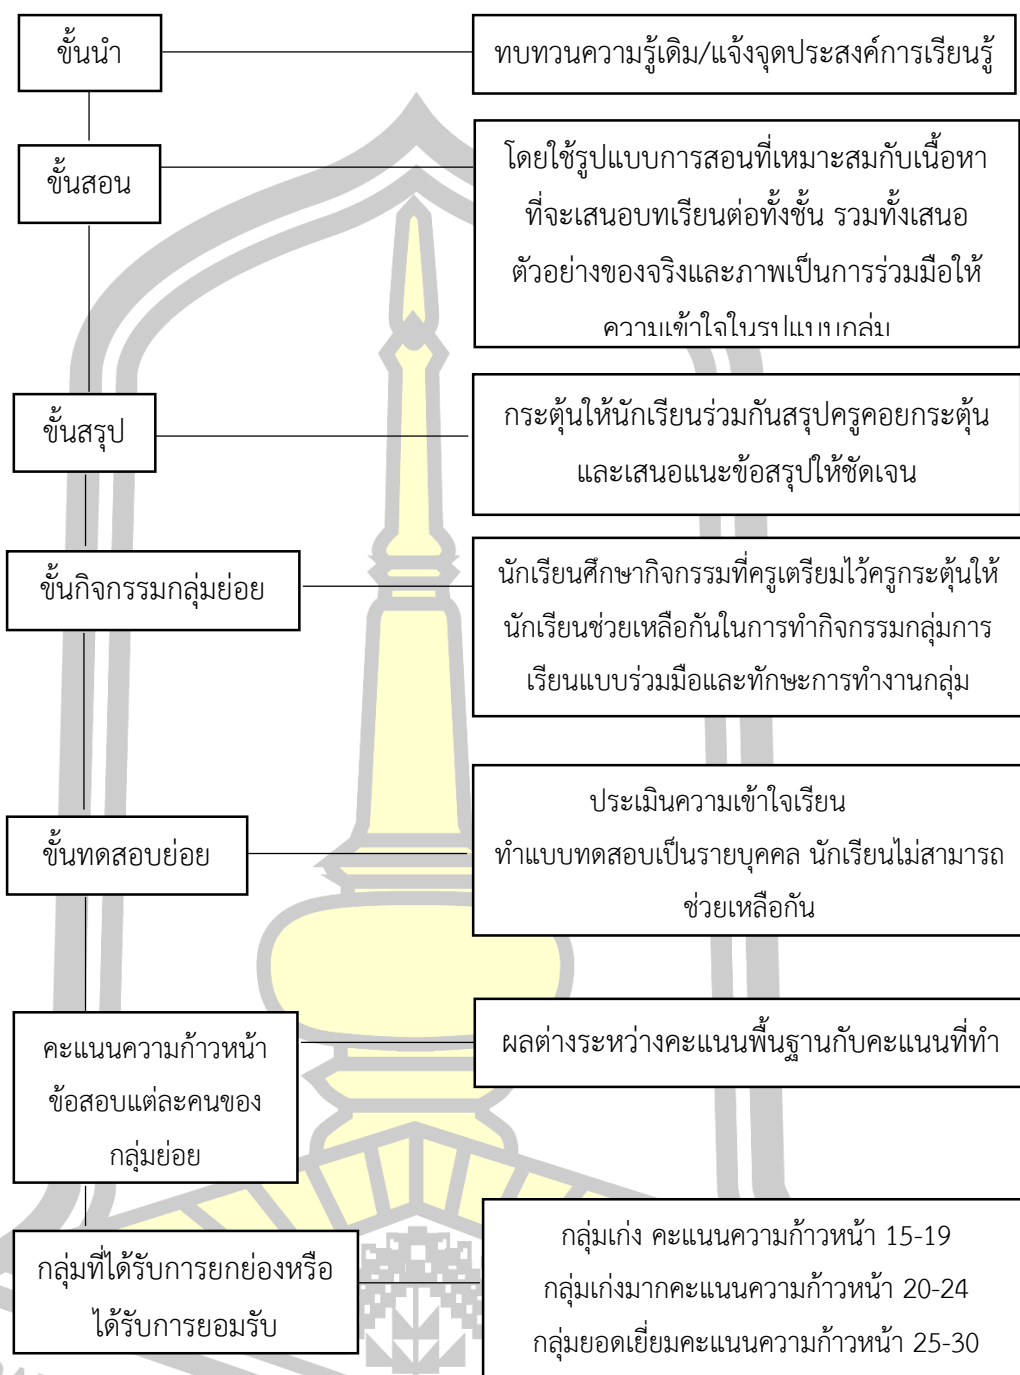 ขั้นนำ
ทบทวนความรู้เดิม/แจ้งจุดประสงค์การเรียนรู้
ขั้นสอน
โดยใช้รูปแบบการสอนที่เหมาะสมกับเนื้อหา
ที่จะเสนอบทเรียนต่อทั้งชั้น รวมทั้งเสนอ
ตัวอย่างของจริงและภาพเป็นการร่วมมือให้
ความเข้าใจในรูปแบบกลุ่ม
ขั้นสรุป
กระตุ้นให้นักเรียนร่วมกันสรุปครูคอยกระตุ้น
และเสนอแนะข้อสรุปให้ชัดเจน
ขั้นกิจกรรมกลุ่มย่อย
นักเรียนศึกษากิจกรรมที่ครูเตรียมไว้ครูกระตุ้นให้
นักเรียนช่วยเหลือกันในการทำกิจกรรมกลุ่มการ
เรียนแบบร่วมมือและทักษะการทำงานกลุ่ม
ขั้นทดสอบย่อย
ประเมินความเข้าใจเรียน
ทำแบบทดสอบเป็นรายบุคคล นักเรียนไม่สามารถ
ช่วยเหลือกัน
คะแนนความก้าวหน้า
ข้อสอบแต่ละคนของ
กลุ่มย่อย
ผลต่างระหว่างคะแนนพื้นฐานกับคะแนนที่ทำ
กลุ่มที่ได้รับการยกย่องหรือ
ได้รับการยอมรับ
กลุ่มเก่ง คะแนนความก้าวหน้า 15-19
กลุ่มเก่งมากคะแนนความก้าวหน้า 20-24
กลุ่มยอดเยี่ยมคะแนนความก้าวหน้า 25-30